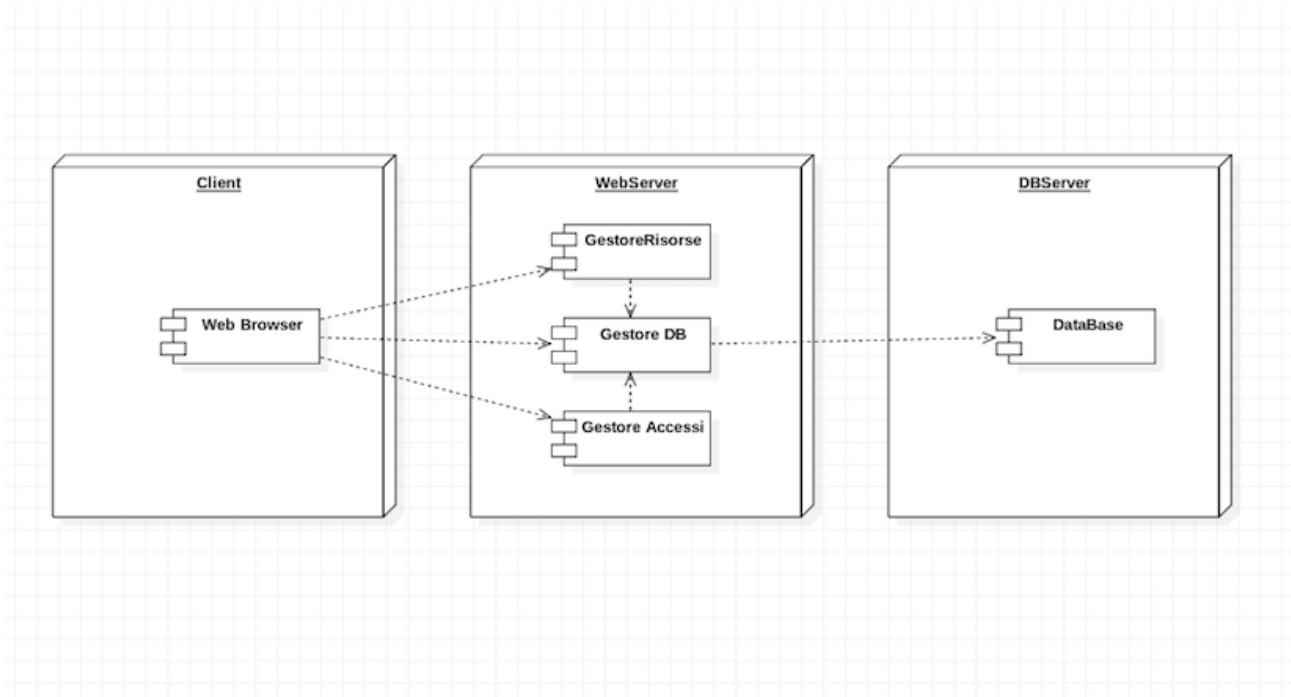 Client
WebServer
DBServer
GestoreRisorse
Web Browser
Gestore DB
DataBase
Gestore Accessi